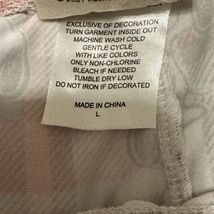 © 2021
EXCLUSIVE OF DECORATION
TURN GARMENT INSIDE OUT
MACHINE WASH COLD
GENTLE CYCLE
WITH LIKE COLORS
ONLY NON-CHLORINE
BLEACH IF NEEDED
TUMBLE DRY LOW
DO NOT IRON IF DECORATED
MADE IN CHINA
L